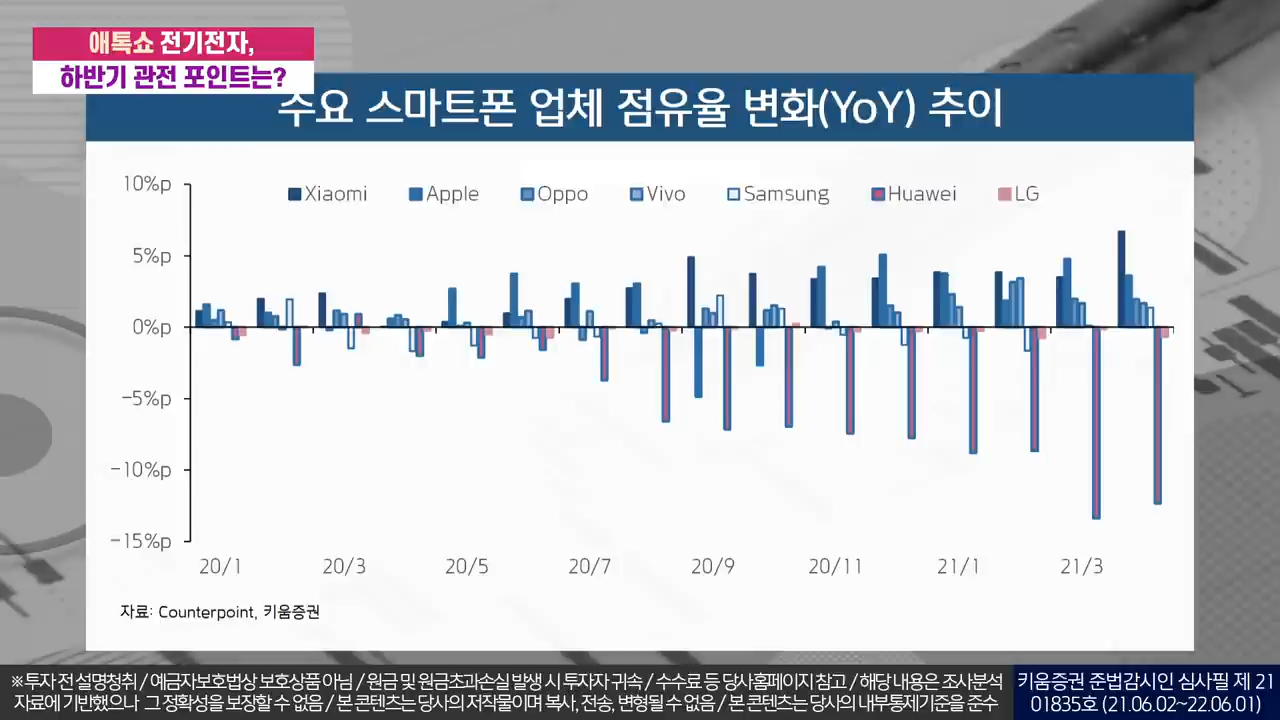 애톡쇼 전기전자,
하반기 관전 포인트는?
주요 스마트폰 업체 점유율 변화(YoY) 추이
Xiaomi Apple Oppo Vivo Samsung Huawei LG
10%p
5%p
0%p
-5%p
-10%p
-15%p
20/1 20/3 20/5 20/7 20/9 20/11 21/1 21/3
자료: Counterpoint, 키움증권
※투자 전 설명청취 / 예금자보호법상 보호상품 아님 / 원금 및 원금초과손실 발생 시 투자자 귀속 / 수수료 등 당사홈페이지 참고 / 해당 내용은 조사분석
자료에 기반했으나 그 정확성을 보장할 수 없음 / 본 콘텐츠는 당사의 저작물이며 복사, 전송, 변형될 수 없음 / 본 콘텐츠는 당사의 내부통제기준을 준수
키움증권 준법감시인 심사필 제 21
01835호 (21.06.02~22.06.01)